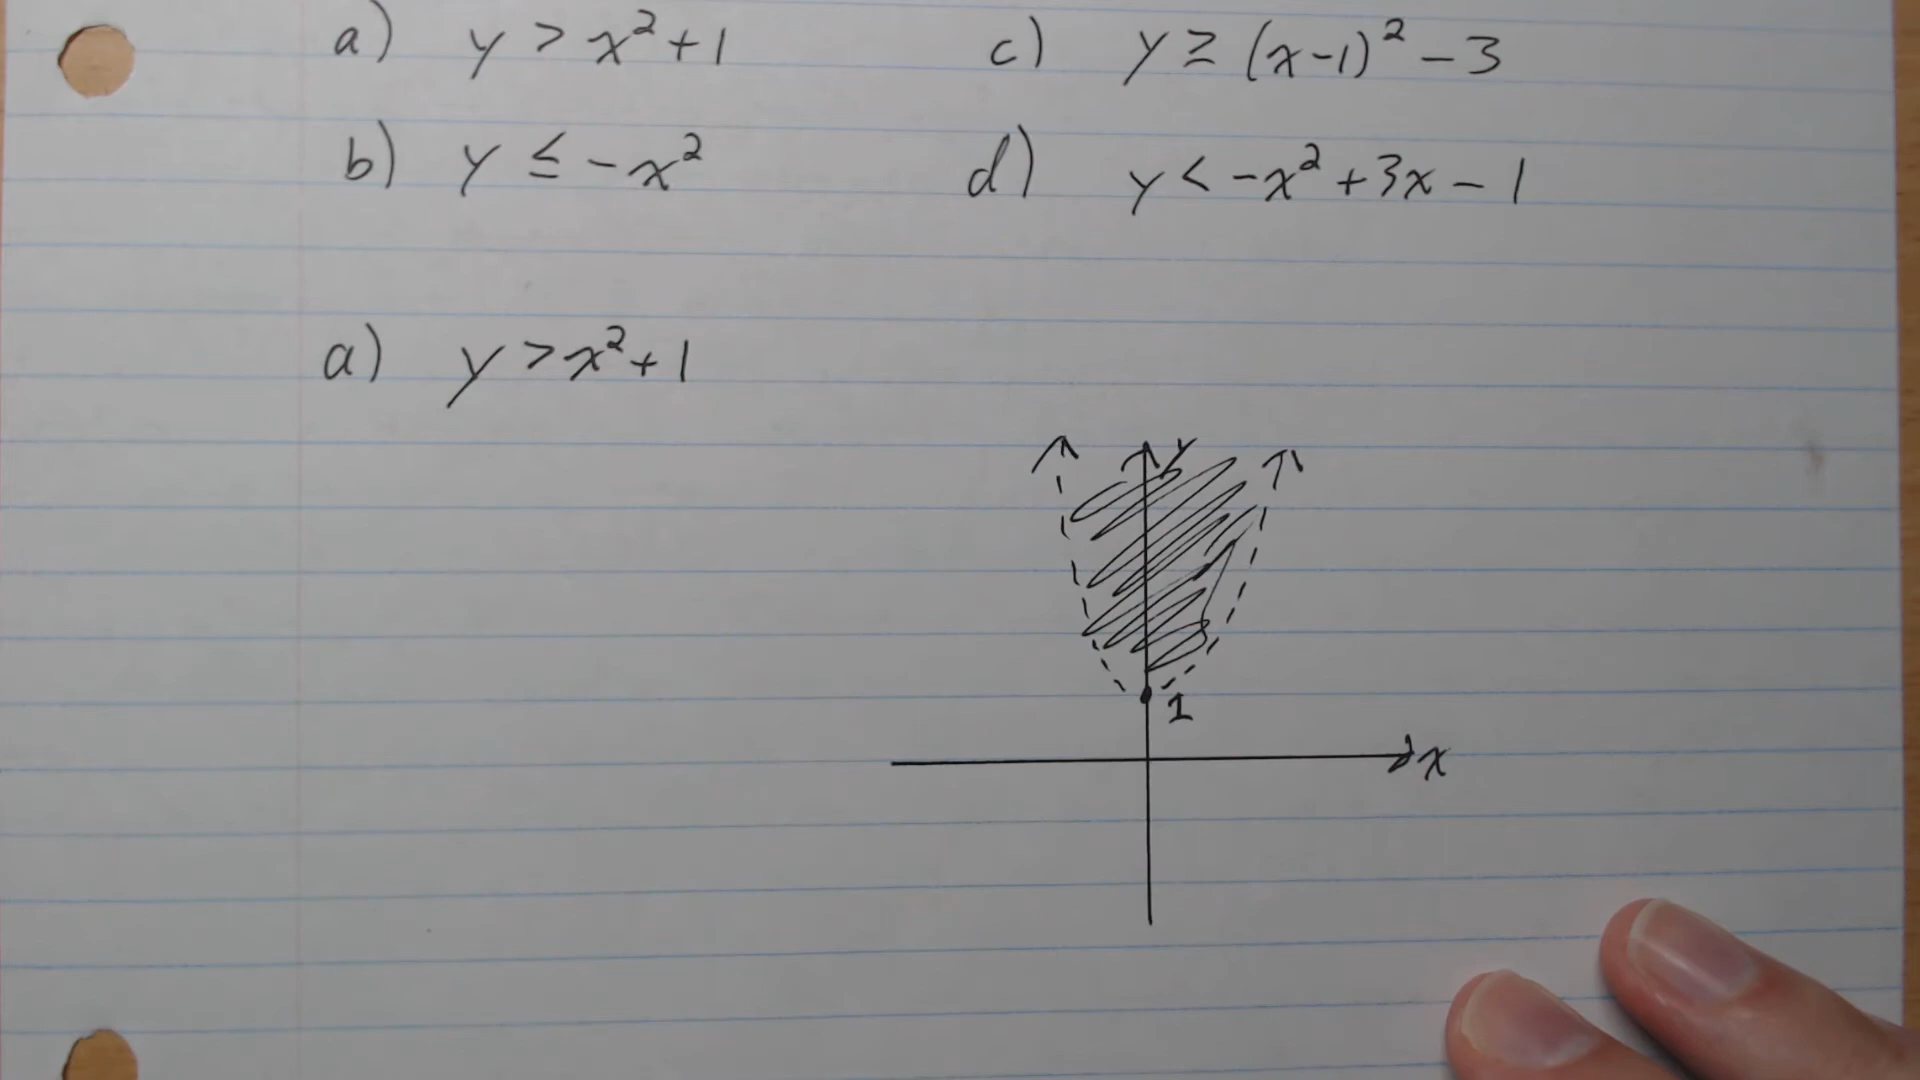 a) y > x² + 1
c) y ≥ (x-1)² - 3
b) y ≤ -x²
d) y < -x² + 3x - 1
a) y > x² + 1
y
1
x